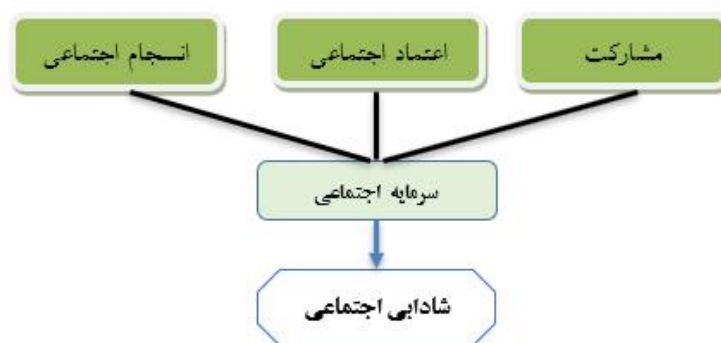 مشارکت
اعتماد اجتماعی
انسجام اجتماعی
سرمایه اجتماعی
شادابی اجتماعی